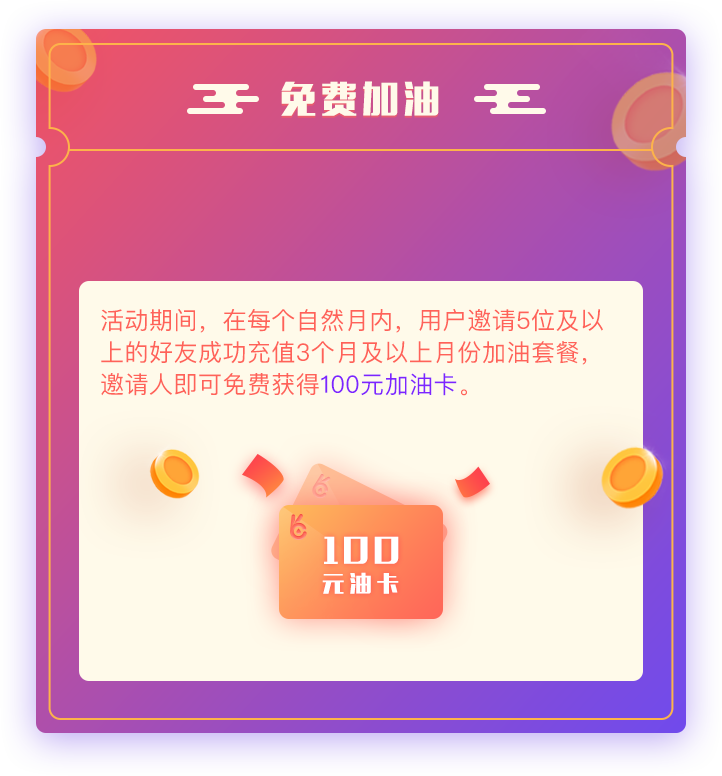 免费加油
活动期间，在每个自然月内，用户邀请5位及以
上的好友成功充值3个月及以上月份加油套餐，
邀请人即可免费获得100元加油卡。
100
元油卡